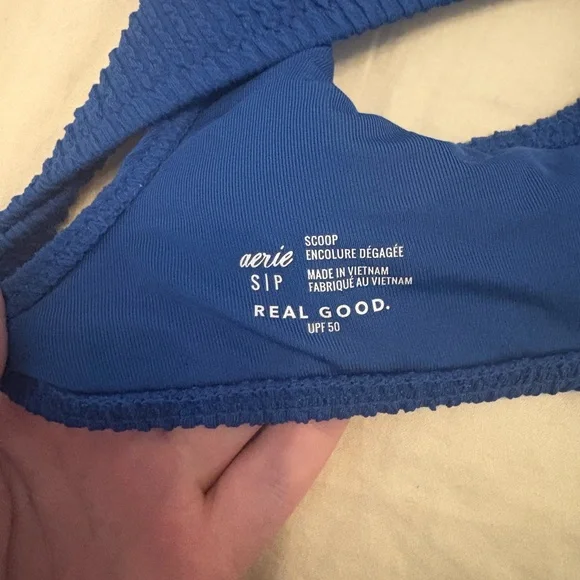 aerie
S|P
SCOOP
ENCOLURE DÉGAGÉE
MADE IN VIETNAM
FABRIQUÉ AU VIETNAM
REAL GOOD.
UPF 50